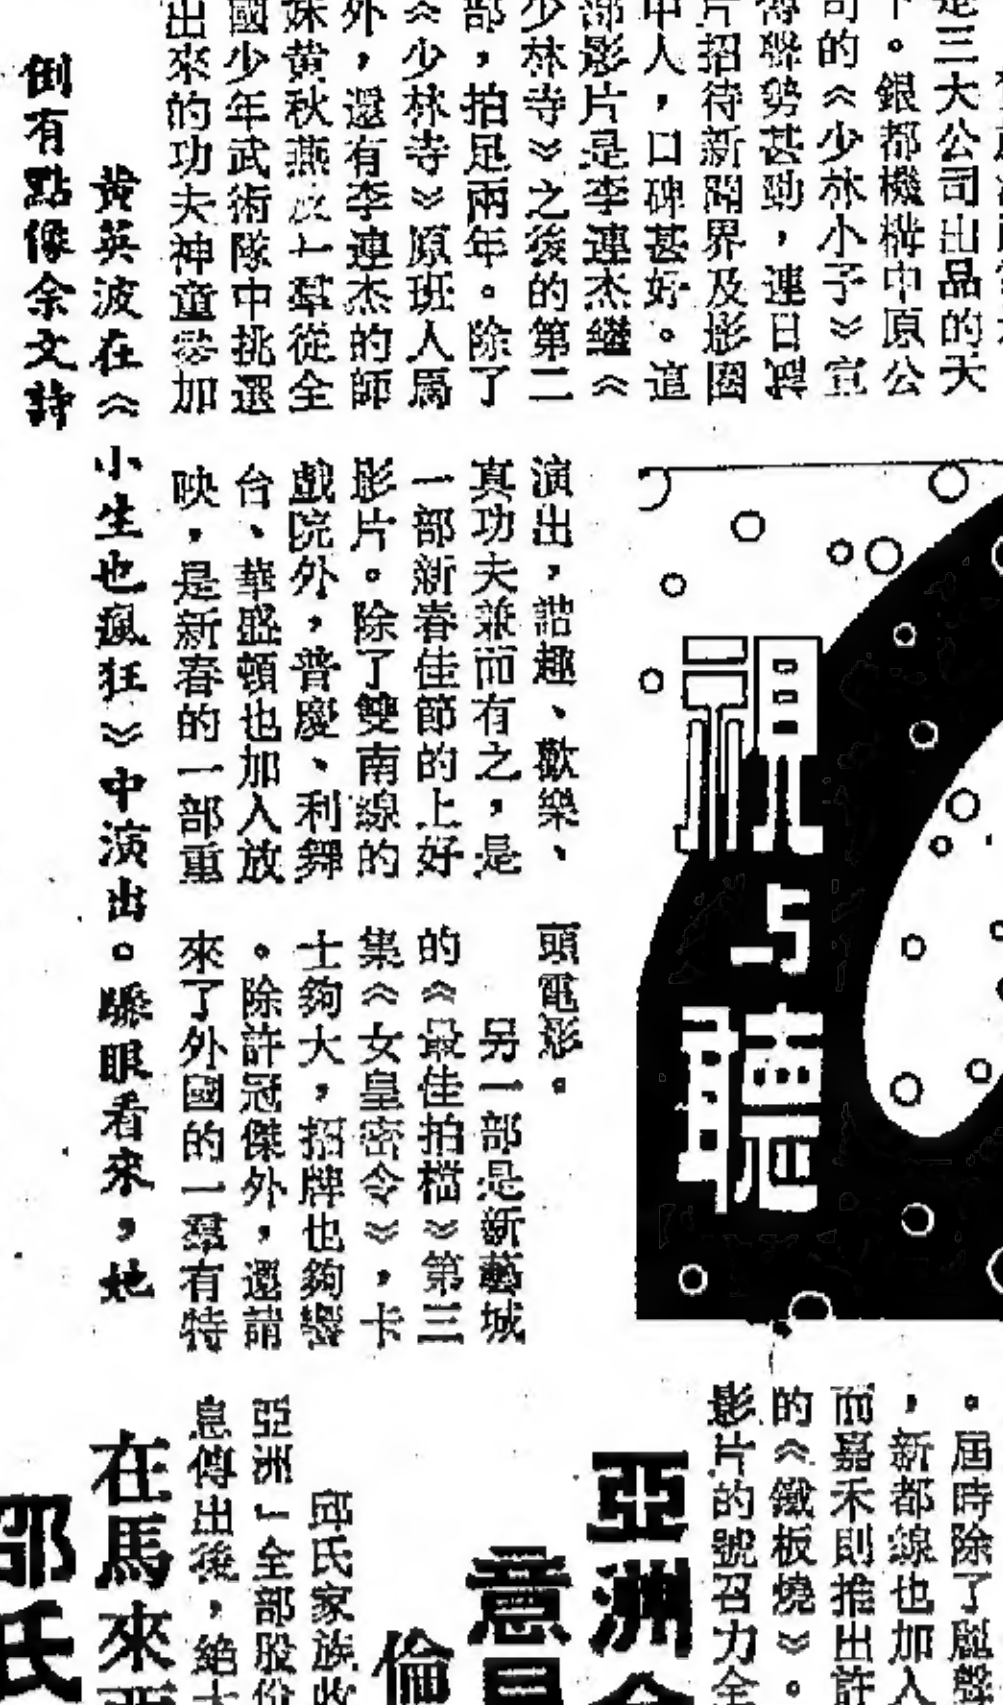 是三大公司出品的天
下。銀都機構中原公
司的《少林小子》宣
傳聲勢甚勁，連日舉
片招待新聞界及影圈
中人，口碑甚好。這
部影片是李連杰繼《
少林寺》之後的第二
部，拍足兩年。除了
《少林寺》原班人馬
外，還有李連杰的師
妹黃秋燕及一羣從全
國少年武術隊中挑選
出來的功夫神童參加
演出，諧趣、歡樂、
真功夫兼而有之，是
一部新春佳節的上好
影片。除了雙南線的
戲院外，普慶、利舞
台、華盛頓也加入放
映，是新春的一部重
頭電影。
另一部是新藝城
的《最佳拍檔》第三
集《女皇密令》，卡
士夠大，招牌也夠響
。除許冠傑外，還請
來了外國的一羣有特
視与聽
黃英波在《小生也瘋狂》中演出。驟眼看來，她
倒有點像余文詩
。屆時除了麗聲
，新都線也加入
而嘉禾則推出許
的《鐵板燒》。
影片的號召力全
亞洲
意
倫
邱氏家族收
亞洲」全部股份
息傳出後，絕大
在馬來亞
邵氏